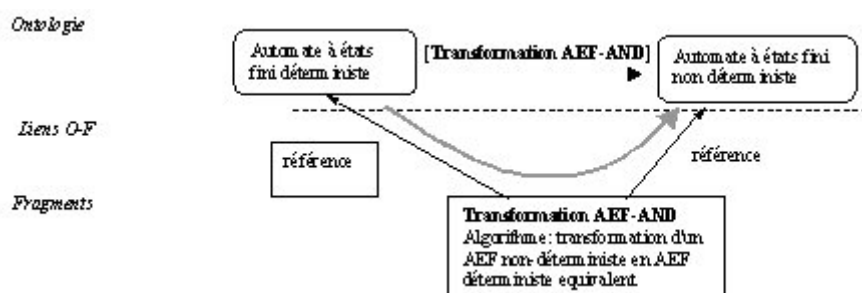 Ontologie
Automate à états
fini déterministe
[Transformation AEF-AND]
Automate à états fini
non déterministe
Liens O-F
référence
référence
Fragments
Transformation AEF-AND
Algorithme: transformation d'un
AEF non-déterministe en AEF
déterministe equivalent